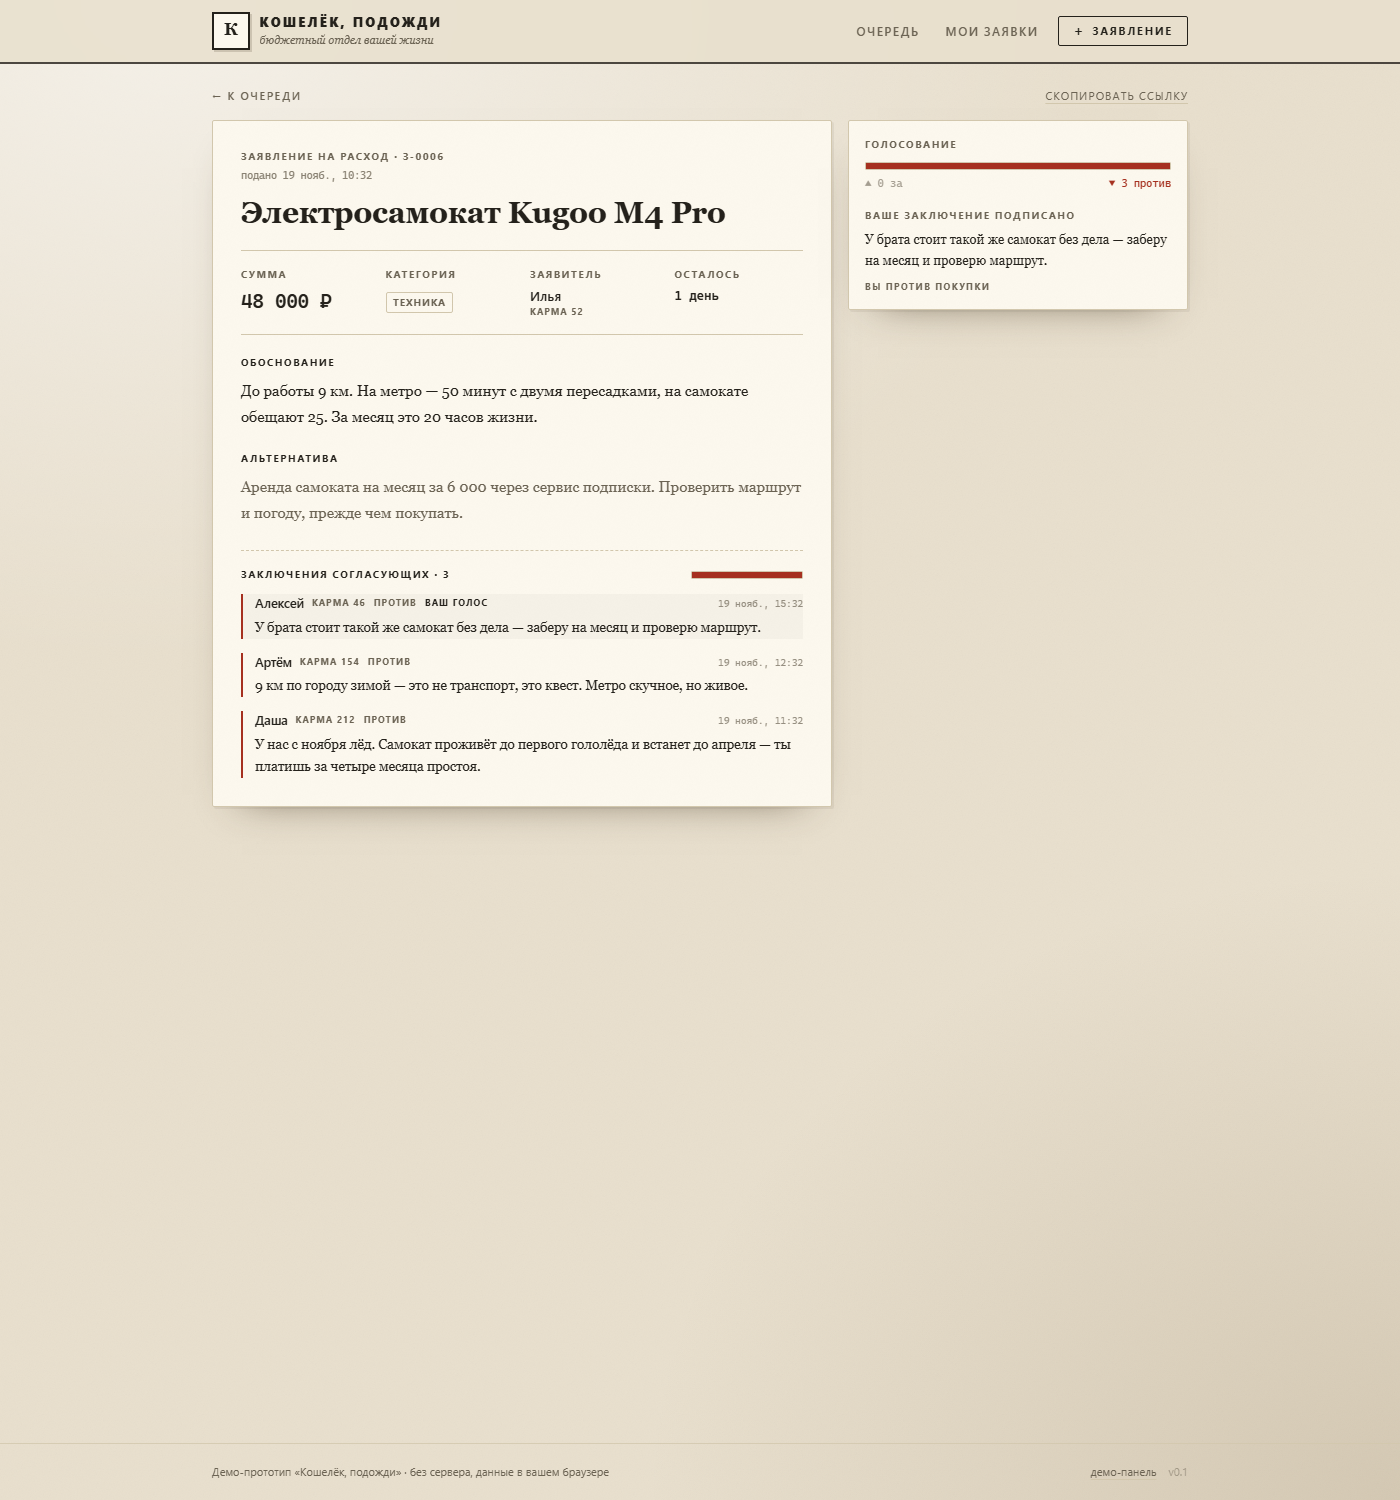 К
КОШЕЛЁК, ПОДОЖДИ
бюджетный отдел вашей жизни
ОЧЕРЕДЬ
МОИ ЗАЯВКИ
+ ЗАЯВЛЕНИЕ
← К ОЧЕРЕДИ
СКОПИРОВАТЬ ССЫЛКУ
ЗАЯВЛЕНИЕ НА РАСХОД · З-0006
подано 19 нояб., 10:32
Электросамокат Kugoo M4 Pro
СУММА
48 000 ₽
КАТЕГОРИЯ
ТЕХНИКА
ЗАЯВИТЕЛЬ
Илья
КАРМА 52
ОСТАЛОСЬ
1 день
ОБОСНОВАНИЕ
До работы 9 км. На метро — 50 минут с двумя пересадками, на самокате
обещают 25. За месяц это 20 часов жизни.
АЛЬТЕРНАТИВА
Аренда самоката на месяц за 6 000 через сервис подписки. Проверить маршрут
и погоду, прежде чем покупать.
ЗАКЛЮЧЕНИЯ СОГЛАСУЮЩИХ · 3
Алексей КАРМА 46 ПРОТИВ ВАШ ГОЛОС 19 нояб., 15:32
У брата стоит такой же самокат без дела — заберу на месяц и проверю маршрут.
Артём КАРМА 154 ПРОТИВ 19 нояб., 12:32
9 км по городу зимой — это не транспорт, это квест. Метро скучное, но живое.
Даша КАРМА 212 ПРОТИВ 19 нояб., 11:32
У нас с ноября лёд. Самокат проживёт до первого гололёда и встанет до апреля — ты
платишь за четыре месяца простоя.
ГОЛОСОВАНИЕ
▲ 0 за
▼ 3 против
ВАШЕ ЗАКЛЮЧЕНИЕ ПОДПИСАНО
У брата стоит такой же самокат без дела — заберу
на месяц и проверю маршрут.
ВЫ ПРОТИВ ПОКУПКИ
Демо-прототип «Кошелёк, подожди» · без сервера, данные в вашем браузере
демо-панель
v0.1